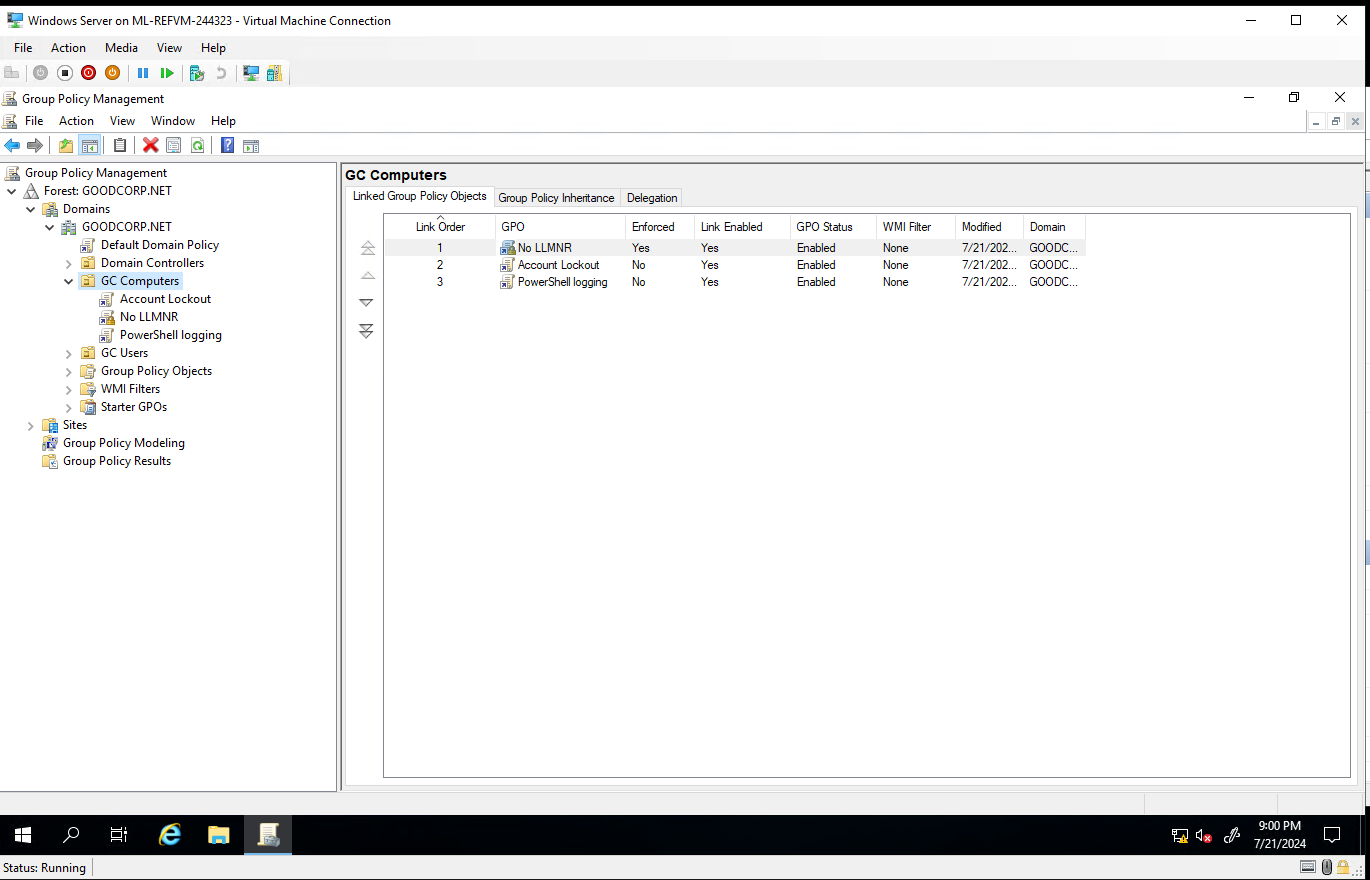 Windows Server on ML-REFVM-244323 - Virtual Machine Connection
File Action Media View Help
Group Policy Management
File Action View Window Help
Group Policy Management
Forest: GOODCORP.NET
Domains
GOODCORP.NET
Default Domain Policy
Domain Controllers
GC Computers
Account Lockout
No LLMNR
PowerShell logging
GC Users
Group Policy Objects
WMI Filters
Starter GPOs
Sites
Group Policy Modeling
Group Policy Results
GC Computers
Linked Group Policy Objects Group Policy Inheritance Delegation
Link Order GPO Enforced Link Enabled GPO Status WMI Filter Modified Domain
1 No LLMNR Yes Yes Enabled None 7/21/202... GOODC...
2 Account Lockout No Yes Enabled None 7/21/202... GOODC...
3 PowerShell logging No Yes Enabled None 7/21/202... GOODC...
9:00 PM
7/21/2024
Status: Running